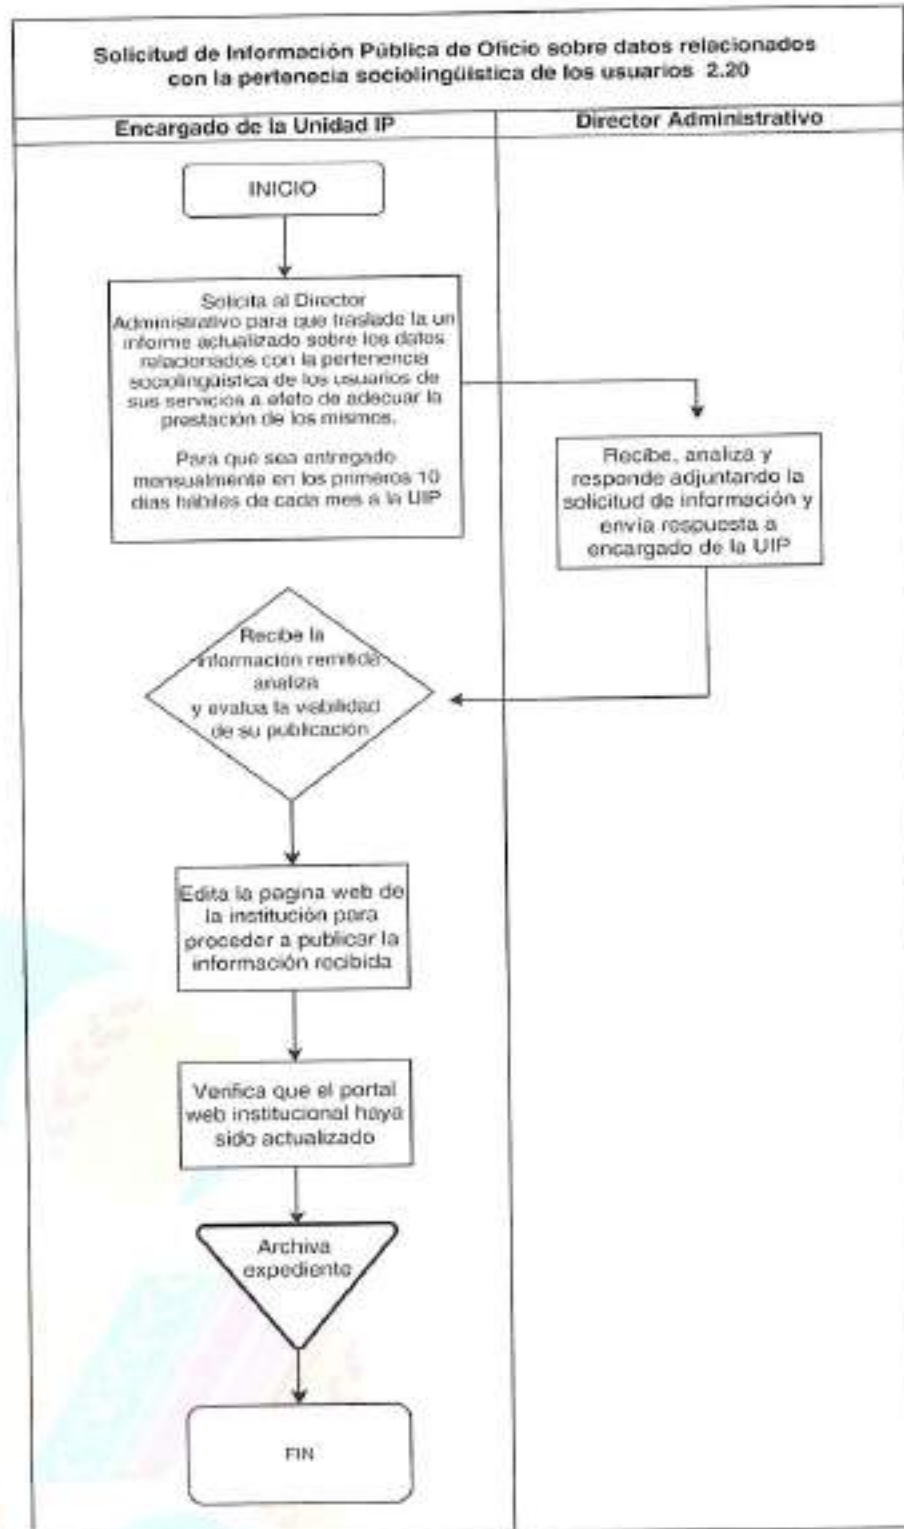 Solicitud de Información Pública de Oficio sobre datos relacionados
con la pertenecia sociolingüística de los usuarios 2.20
Encargado de la Unidad IP
Director Administrativo
INICIO
Solicita al Director
Administrativo para que traslade la un
informe actualizado sobre los datos
relacionados con la pertenencia
sociolingüística de los usuarios de
sus servicios a efeto de adecuar la
prestación de los mismos.
Para que sea entregado
mensualmente en los primeros 10
días hábiles de cada mes a la UIP
Recibe, analiza y
responde adjuntando la
solicitud de información y
envía respuesta a
encargado de la UIP
Recibe la
información remitida
analiza
y evalua la viabilidad
de su publicación
Edita la pagina web de
la institución para
proceder a publicar la
información recibida
Verifica que el portal
web institucional haya
sido actualizado
Archiva
expediente
FIN